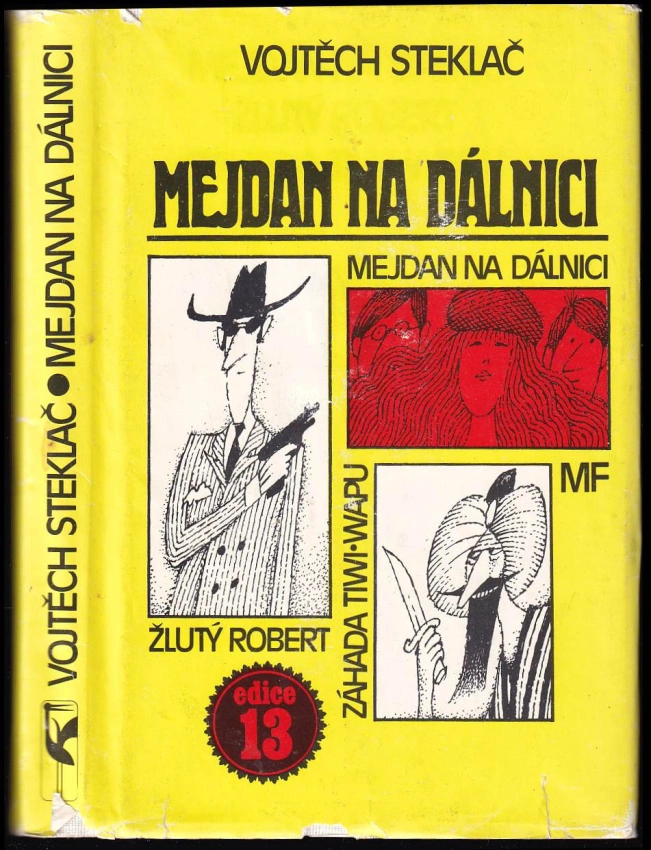 VOJTĚCH STEKLAČ ● MEJDAN NA DÁLNICI
VOJTĚCH STEKLAČ
MEJDAN NA DÁLNICI
MEJDAN NA DÁLNICI
MF
ZÁHADA TIWI-WAPU
ŽLUTÝ ROBERT
edice
13